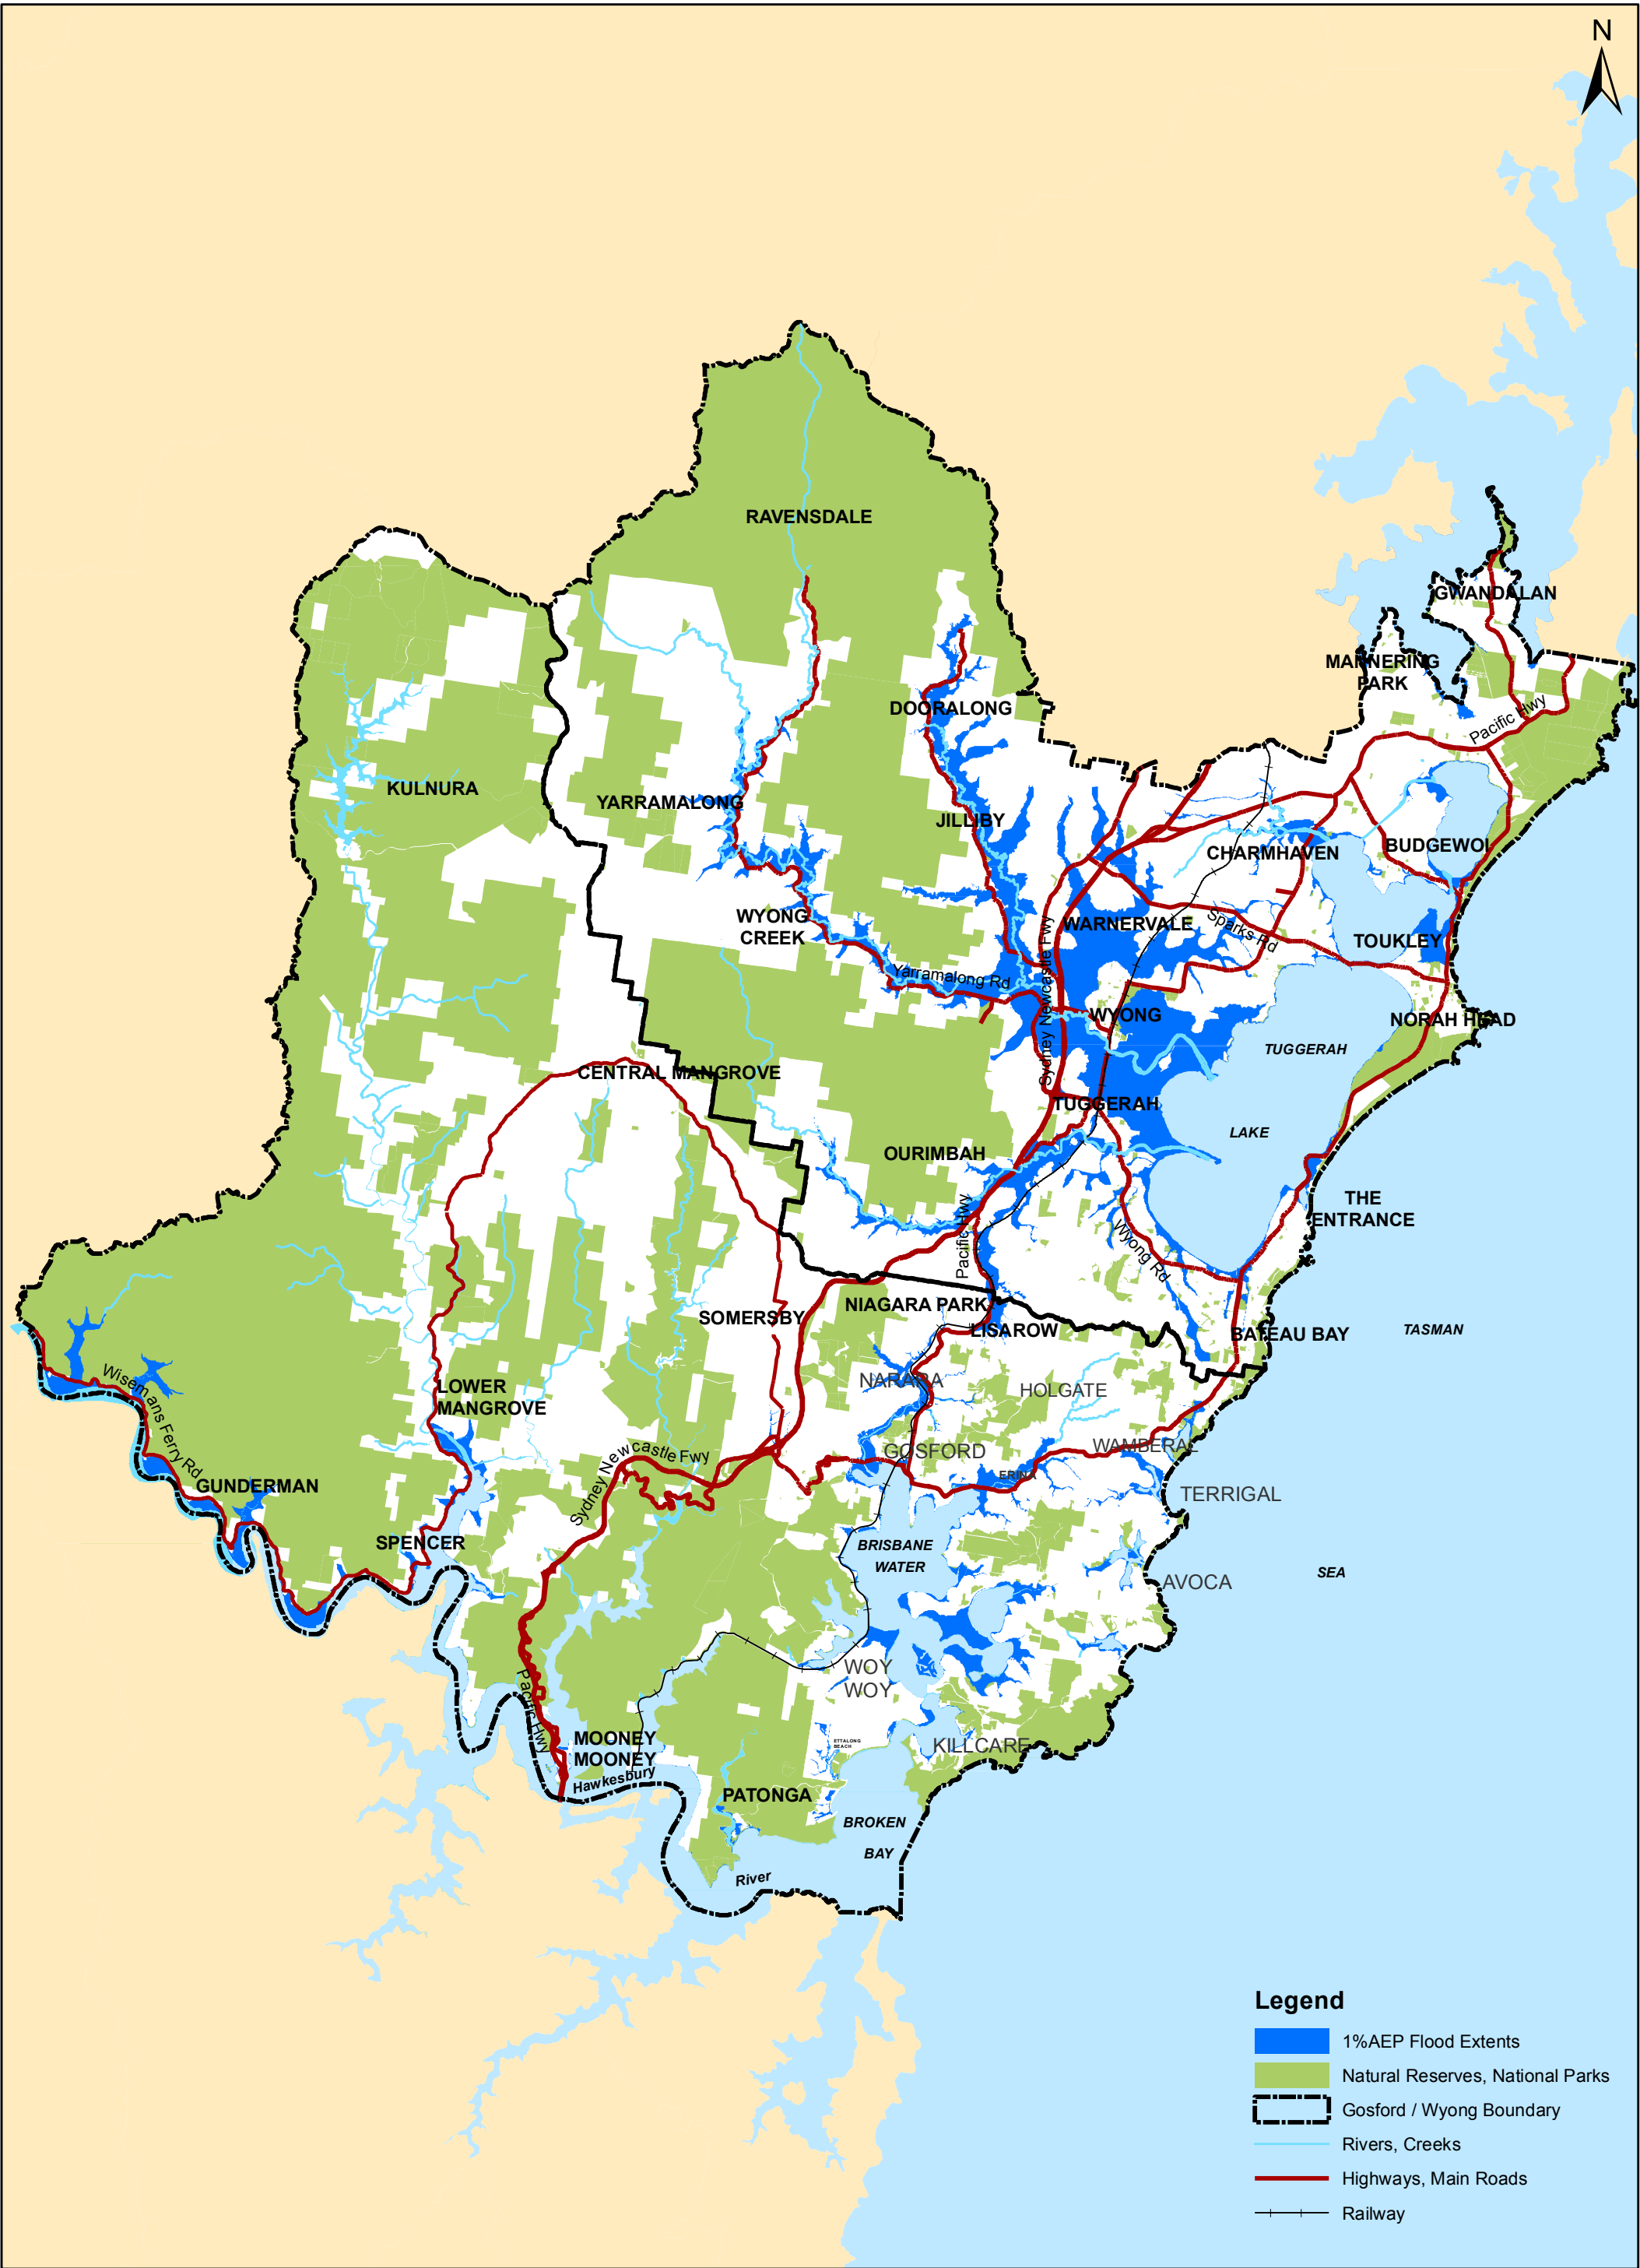 N
RAVENSDALE
GWANDALAN
MANNERING
PARK
DOORALONG
Pacific Hwy
KULNURA
YARRAMALONG
JILLIBY
CHARMHAVEN
BUDGEWOI
WYONG
CREEK
WARNERVALE
Sparks Rd
TOUKLEY
Yarramalong Rd
Sydney Newcastle Fwy
WYONG
NORAH HEAD
TUGGERAH
CENTRAL MANGROVE
TUGGERAH
LAKE
OURIMBAH
THE
ENTRANCE
Pacific Hwy
Wyong Rd
NIAGARA PARK
SOMERSBY
LISAROW
BATEAU BAY
TASMAN
Wisemans Ferry Rd
LOWER
MANGROVE
NARARA
HOLGATE
GOSFORD
WAMBERAL
Sydney Newcastle Fwy
ERINA
GUNDERMAN
TERRIGAL
SPENCER
BRISBANE
WATER
AVOCA
SEA
WOY
WOY
Pacific Hwy
MOONEY
MOONEY
ETTALONG
BEACH
KILLCARE
Hawkesbury
PATONGA
BROKEN
BAY
River
Legend
1%AEP Flood Extents
Natural Reserves, National Parks
Gosford / Wyong Boundary
Rivers, Creeks
Highways, Main Roads
Railway